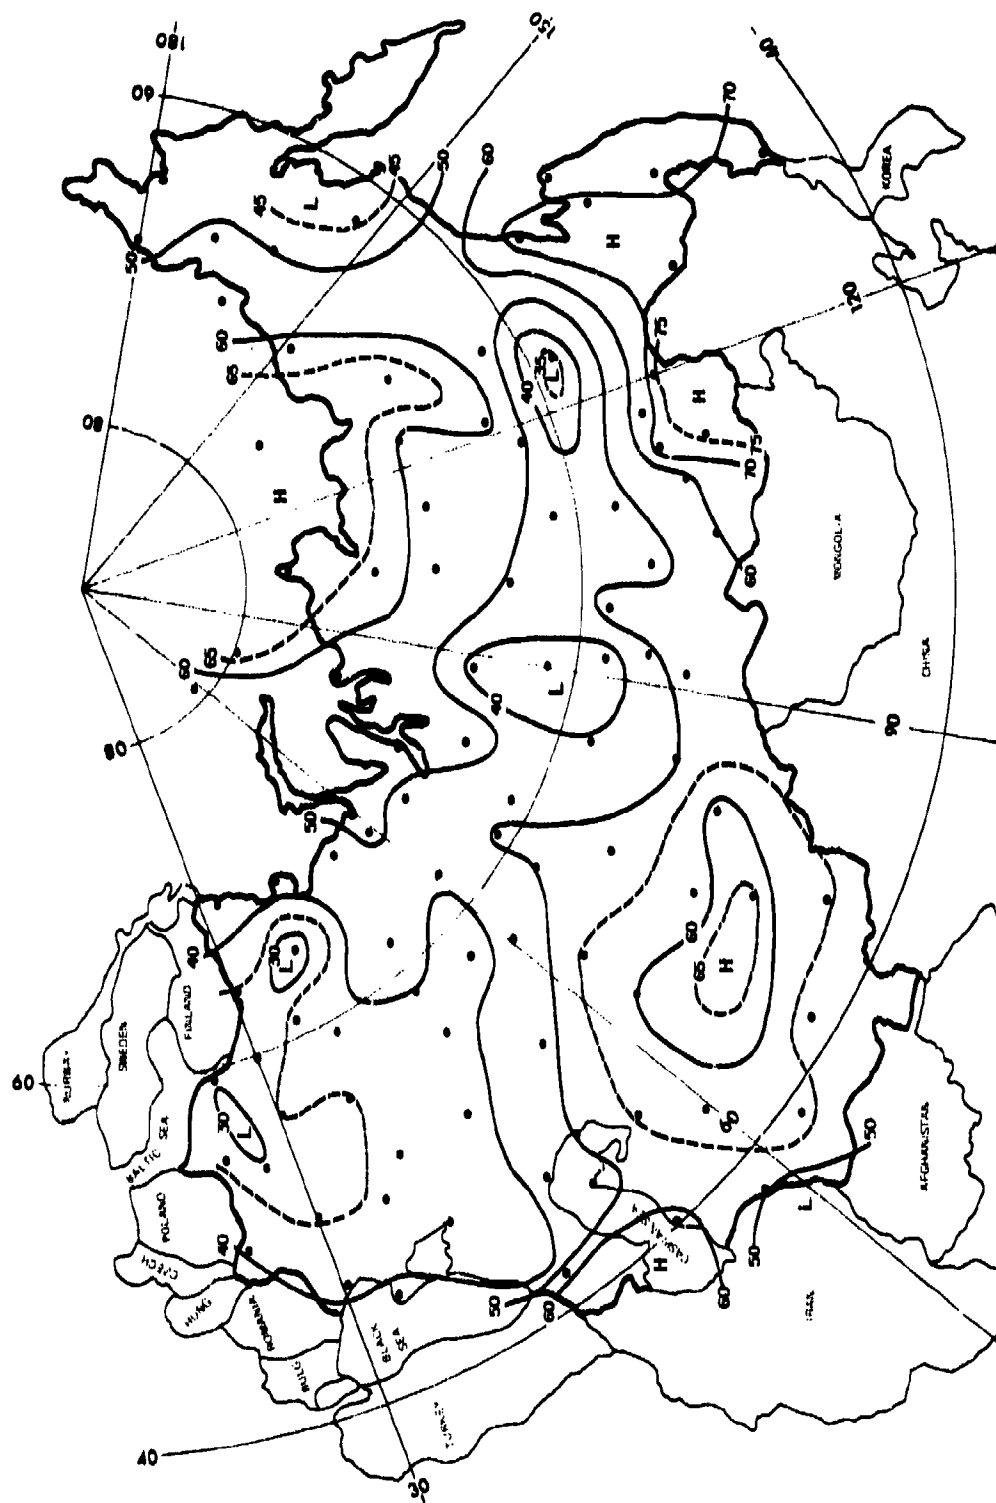 180
150
60
70
KOREA
60
50
45
45
L
50
H
120
75
60
65
80
40
35
L
H
75
70
H
MONGOLIA
60
CHINA
60
65
80
40
L
90
50
40
30
L
60
65
H
FINLAND
SWEDEN
60
BALTIC SEA
30
L
50
AFGHANISTAN
POLAND
CZECH
HUNG
ROMANIA
BULG
40
BLACK
SEA
50
60
H
60
50
L
IRAN
TURKEY
40
30